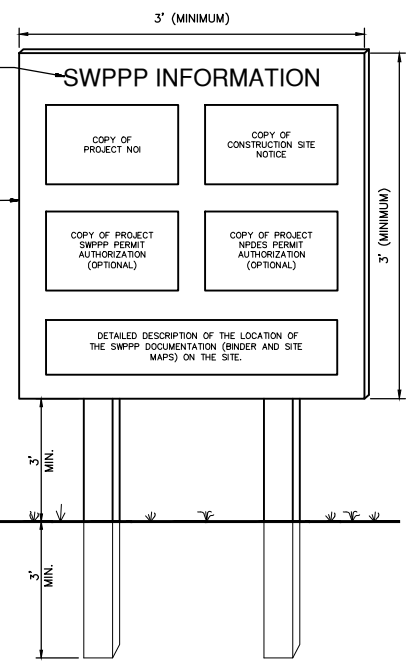 3' (MINIMUM)
SWPPP INFORMATION
COPY OF
PROJECT NOI
COPY OF
CONSTRUCTION SITE
NOTICE
3' (MINIMUM)
COPY OF PROJECT
SWPPP PERMIT
AUTHORIZATION
(OPTIONAL)
COPY OF PROJECT
NPDES PERMIT
AUTHORIZATION
(OPTIONAL)
DETAILED DESCRIPTION OF THE LOCATION OF
THE SWPPP DOCUMENTATION (BINDER AND SITE
MAPS) ON THE SITE.
3'
MIN.
3'
MIN.